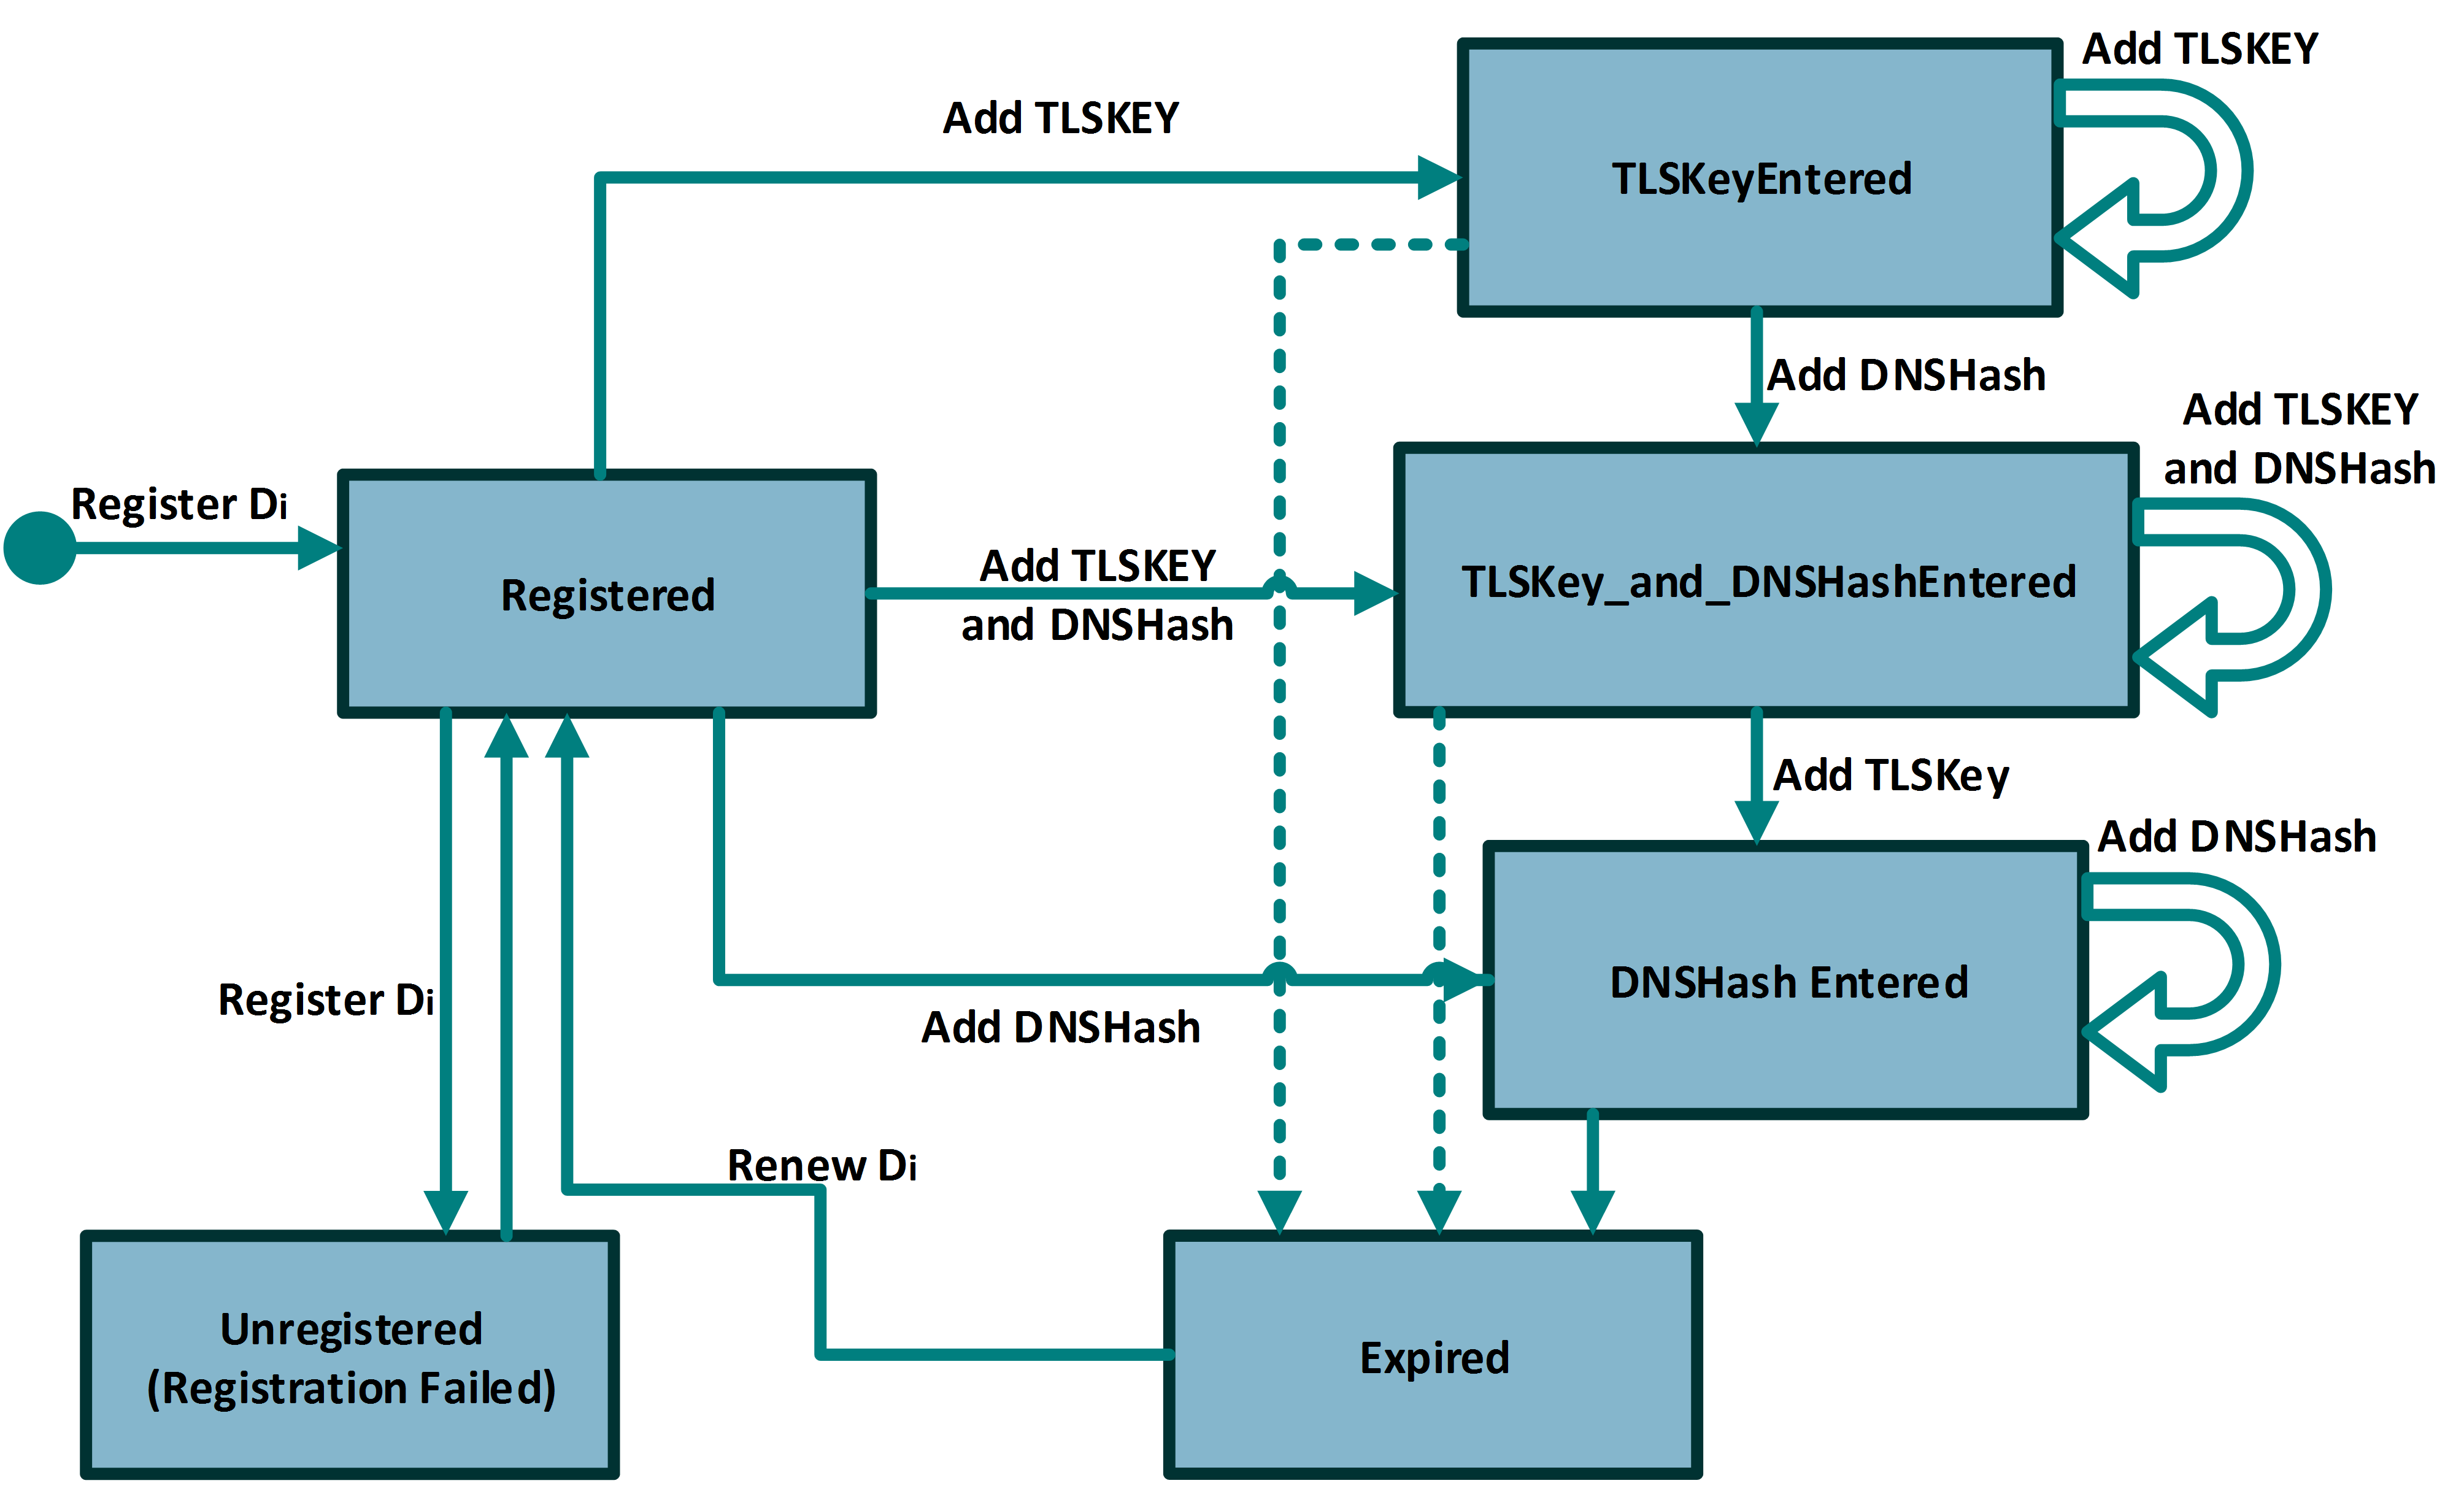 Add TLSKEY
Add TLSKEY
TLSKeyEntered
Add DNSHash
Add TLSKEY
and DNSHash
Register Di
Registered
Add TLSKEY
and DNSHash
TLSKey_and_DNSHashEntered
Add TLSKey
Add DNSHash
Register Di
Add DNSHash
DNSHash Entered
Renew Di
Unregistered
(Registration Failed)
Expired